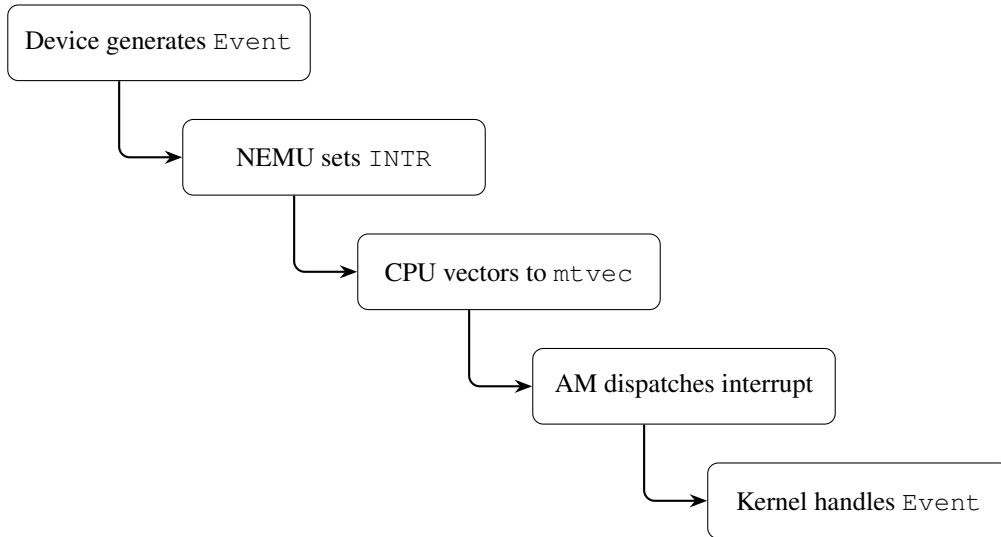 Device generates Event
NEMU sets INTR
CPU vectors to mtvec
AM dispatches interrupt
Kernel handles Event